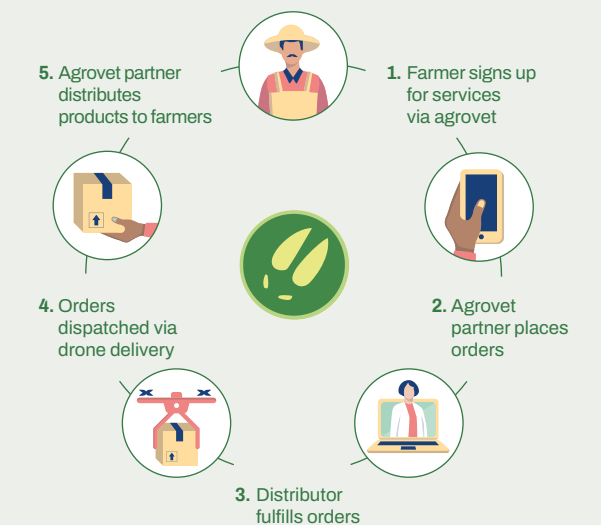 1. Farmer signs up
for services
via agrovet
2. Agrovet
partner places
orders
3. Distributor
fulfills orders
4. Orders
dispatched via
drone delivery
5. Agrovet partner
distributes
products to farmers